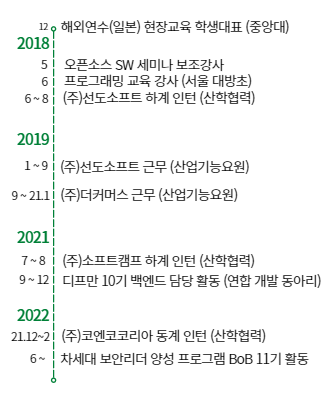 12 해외연수(일본) 현장교육 학생대표 (중앙대)
2018
5 오픈소스 SW 세미나 보조강사
6 프로그래밍 교육 강사 (서울 대방초)
6 ~ 8 (주)선도소프트 하계 인턴 (산학협력)
2019
1 ~ 9 (주)선도소프트 근무 (산업기능요원)
9 ~ 21.1 (주)더커머스 근무 (산업기능요원)
2021
7 ~ 8 (주)소프트캠프 하계 인턴 (산학협력)
9 ~ 12 디프만 10기 백엔드 담당 활동 (연합 개발 동아리)
2022
21.12~2 (주)코엔코코리아 동계 인턴 (산학협력)
6 ~ 차세대 보안리더 양성 프로그램 BoB 11기 활동